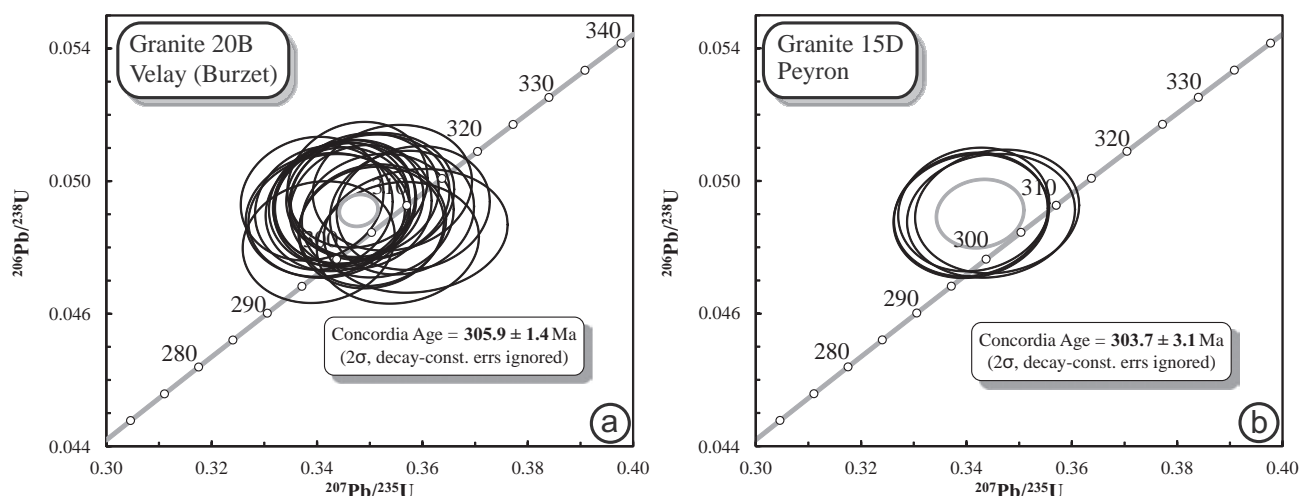 Granite 20B
Velay (Burzet)
340
330
320
310
290
280
0.054
0.050
0.046
0.044
0.30
0.32
0.34
0.36
0.38
0.40
²⁰⁶Pb/²³⁸U
²⁰⁷Pb/²³⁵U
Concordia Age = 305.9 ± 1.4 Ma
(2σ, decay-const. errs ignored)
a
Granite 15D
Peyron
330
320
310
300
290
280
0.054
0.050
0.046
0.044
0.30
0.32
0.34
0.36
0.38
0.40
²⁰⁶Pb/²³⁸U
²⁰⁷Pb/²³⁵U
Concordia Age = 303.7 ± 3.1 Ma
(2σ, decay-const. errs ignored)
b